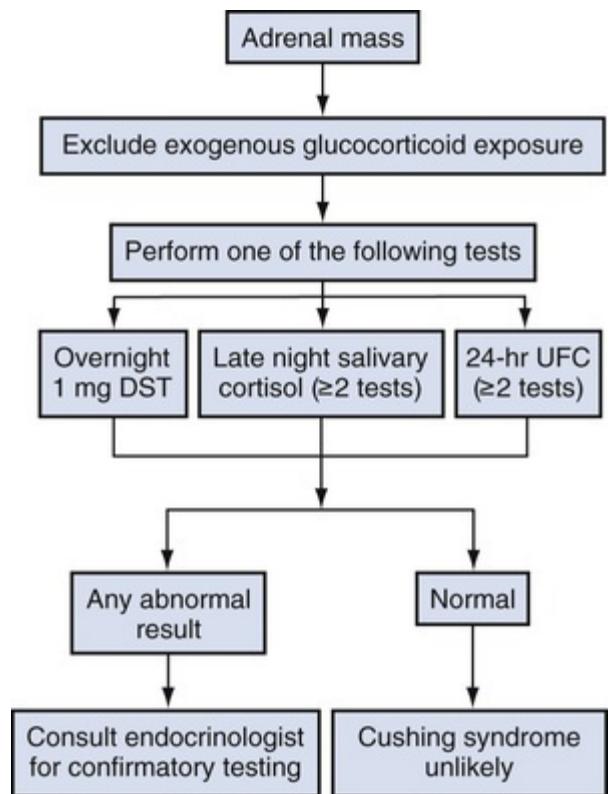 Adrenal mass
Exclude exogenous glucocorticoid exposure
Perform one of the following tests
Overnight
1 mg DST
Late night salivary
cortisol (≥2 tests)
24-hr UFC
(≥2 tests)
Any abnormal
result
Normal
Consult endocrinologist
for confirmatory testing
Cushing syndrome
unlikely